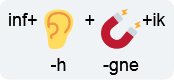 inf+ + +ik
-h -gne